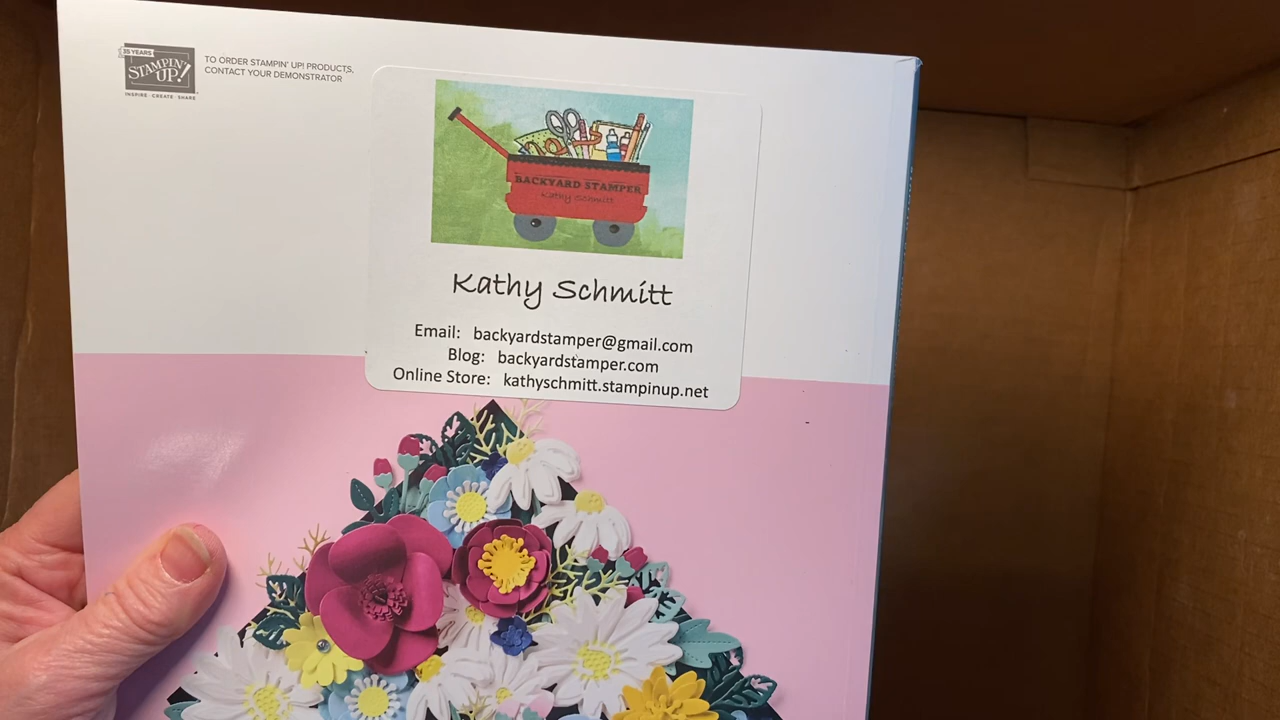 35 YEARS
STAMPIN' UP!
INSPIRE · CREATE · SHARE
TO ORDER STAMPIN' UP! PRODUCTS,
CONTACT YOUR DEMONSTRATOR
BACKYARD STAMPER
Kathy Schmitt
Kathy Schmitt
Email: backyardstamper@gmail.com
Blog: backyardstamper.com
Online Store: kathyschmitt.stampinup.net